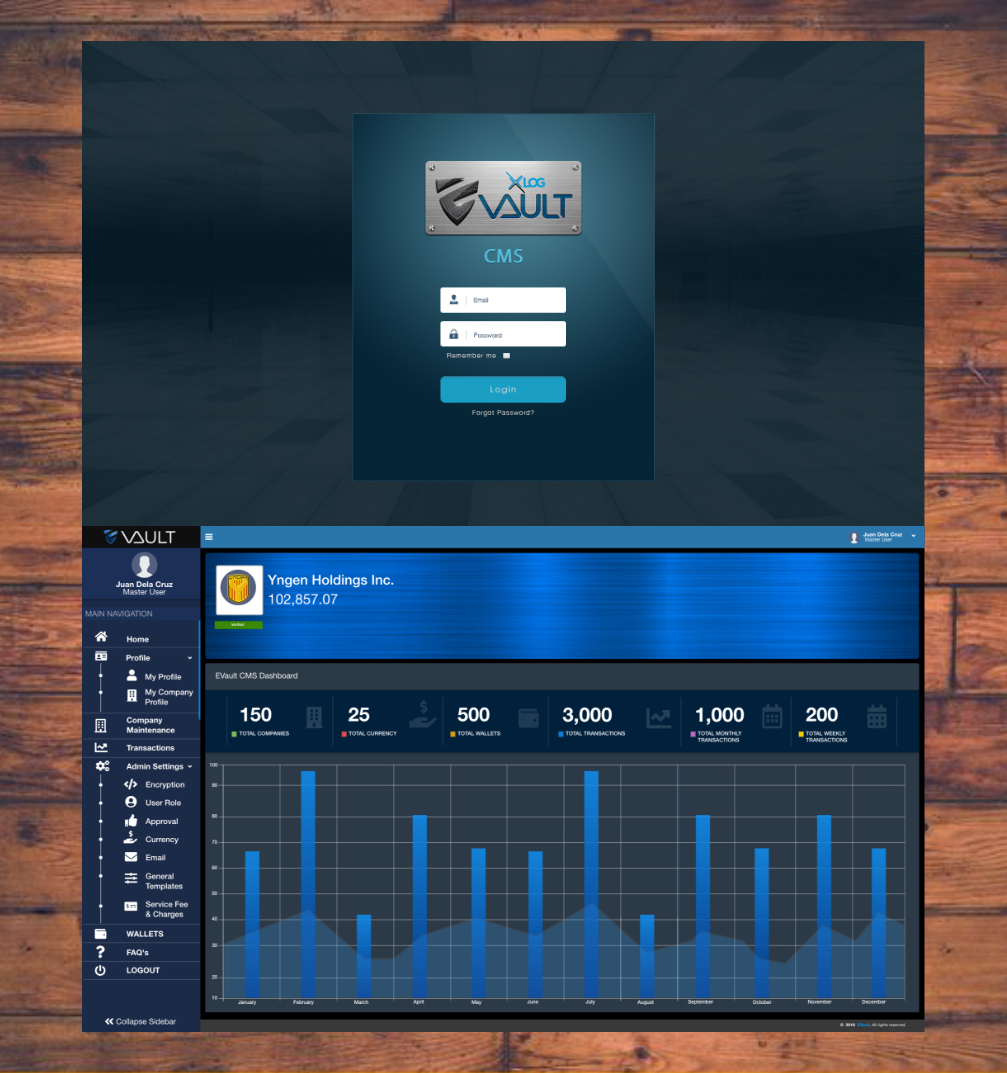 XLOG
VAULT
CMS
Email
Password
Remember me
Login
Forgot Password?
VAULT
Juan Dela Cruz
Master User
Juan Dela Cruz
Master User
MAIN NAVIGATION
Home
Profile
My Profile
My Company
Profile
Company
Maintenance
Transactions
Admin Settings
Encryption
User Role
Approval
Currency
Email
General
Templates
Service Fee
& Charges
WALLETS
FAQ's
LOGOUT
Collapse Sidebar
Yngen Holdings Inc.
102,857.07
Verified
EVault CMS Dashboard
150
TOTAL COMPANIES
25
TOTAL CURRENCY
500
TOTAL WALLETS
3,000
TOTAL TRANSACTIONS
1,000
TOTAL MONTHLY
TRANSACTIONS
200
TOTAL WEEKLY
TRANSACTIONS
100
90
80
70
60
50
40
30
20
10
January February March April May June July August September October November December
All rights reserved.